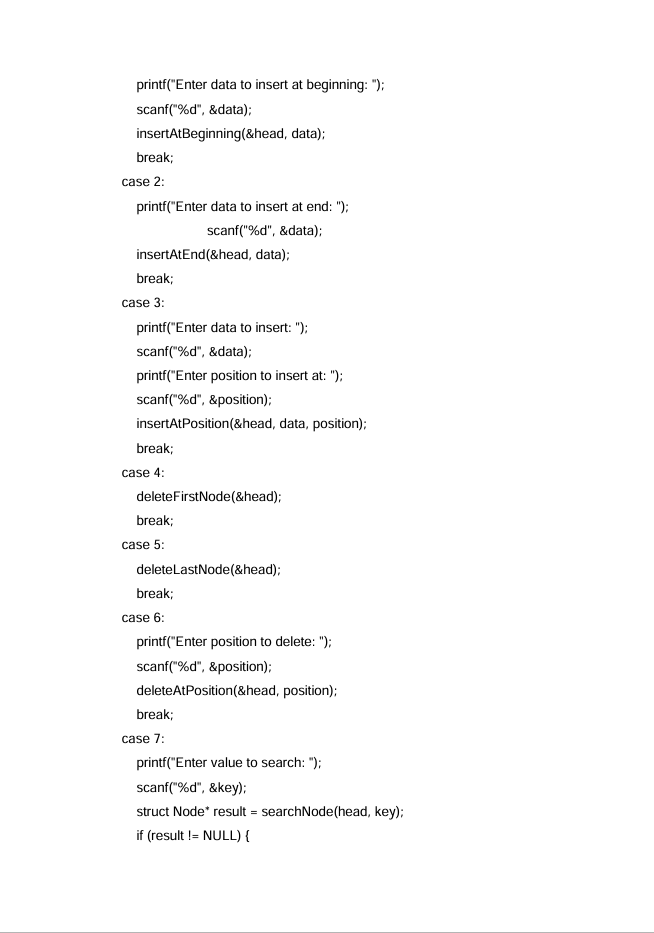 printf("Enter data to insert at beginning: ");
scanf("%d", &data);
insertAtBeginning(&head, data);
break;
case 2:
printf("Enter data to insert at end: ");
scanf("%d", &data);
insertAtEnd(&head, data);
break;
case 3:
printf("Enter data to insert: ");
scanf("%d", &data);
printf("Enter position to insert at: ");
scanf("%d", &position);
insertAtPosition(&head, data, position);
break;
case 4:
deleteFirstNode(&head);
break;
case 5:
deleteLastNode(&head);
break;
case 6:
printf("Enter position to delete: ");
scanf("%d", &position);
deleteAtPosition(&head, position);
break;
case 7:
printf("Enter value to search: ");
scanf("%d", &key);
struct Node* result = searchNode(head, key);
if (result != NULL) {